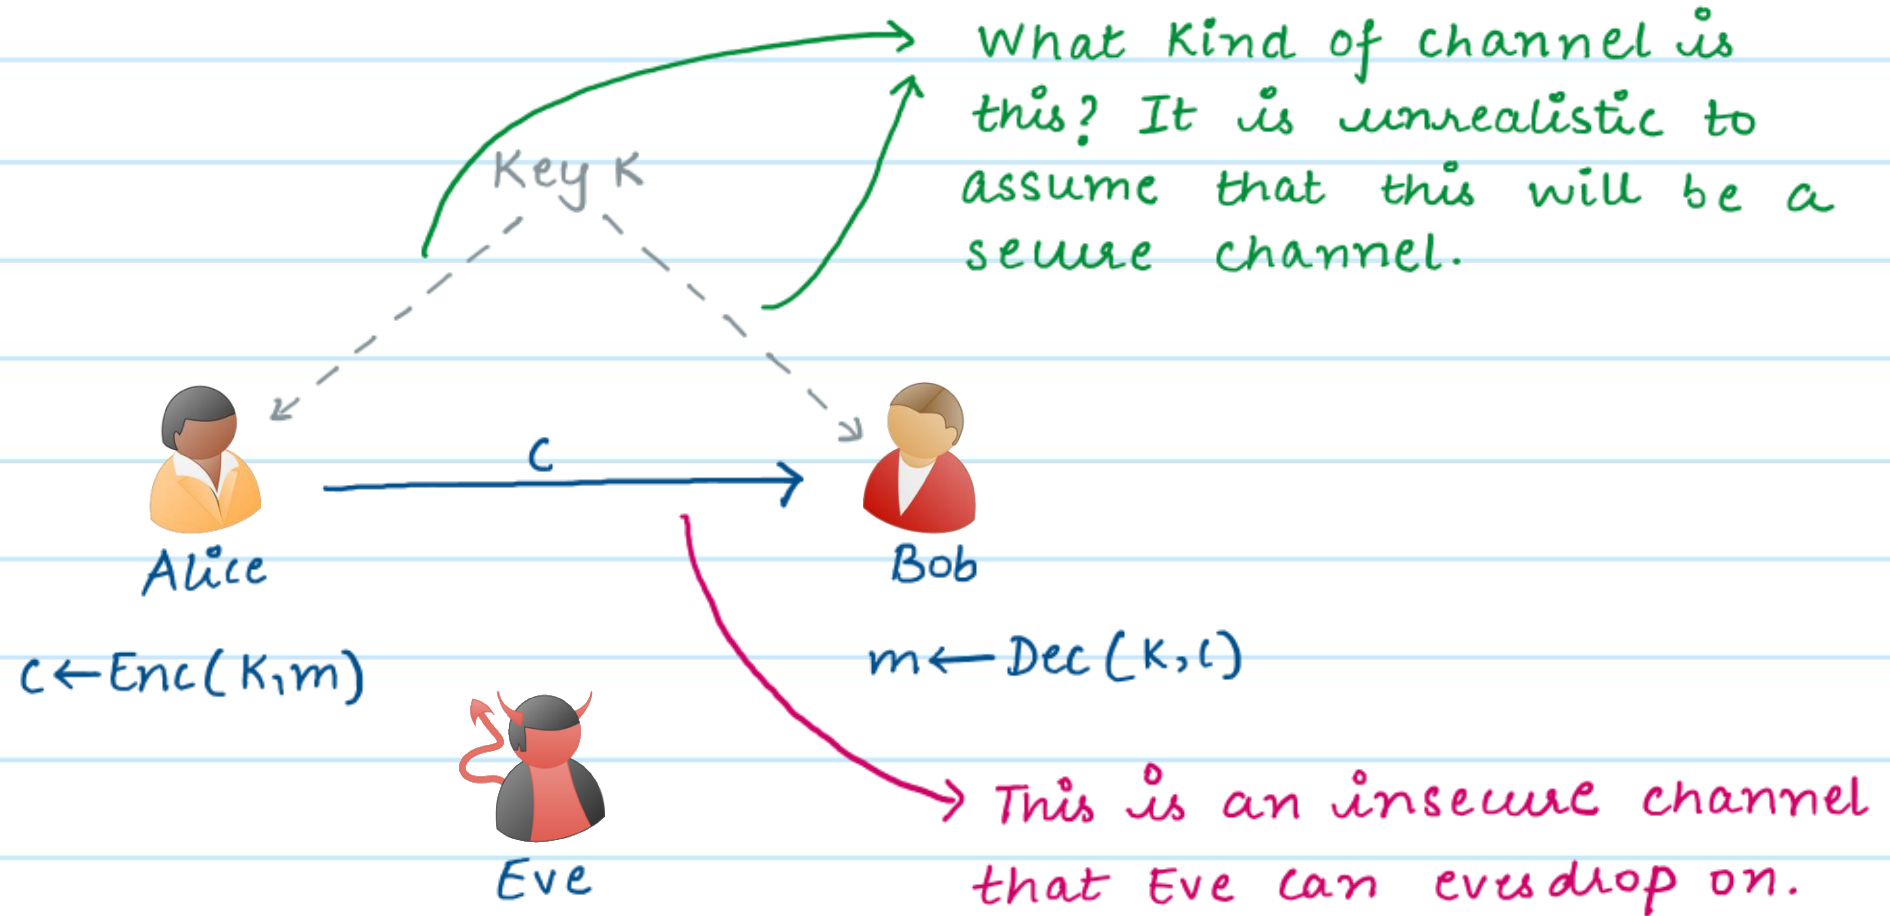 What Kind of channel is
this? It is unrealistic to
assume that this will be a
secure channel.
Key K
C
Alice
Bob
c ← Enc(K,m)
m ← Dec(K,c)
Eve
This is an insecure channel
that Eve can evesdrop on.